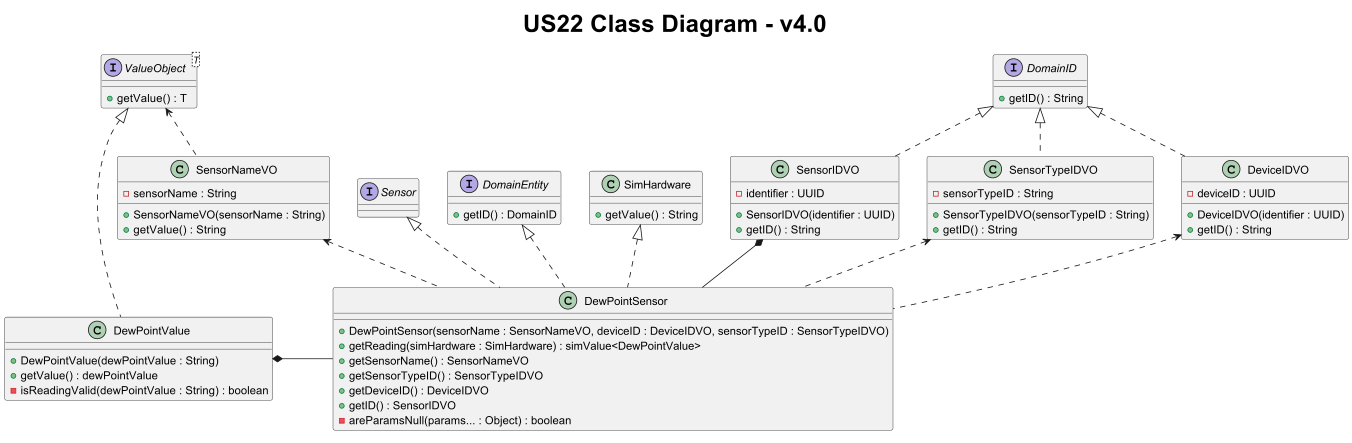 US22 Class Diagram - v4.0
I ValueObject
T
getValue() : T
I DomainID
getID() : String
C SensorNameVO
sensorName : String
SensorNameVO(sensorName : String)
getValue() : String
I Sensor
I DomainEntity
getID() : DomainID
C SimHardware
getValue() : String
C SensorIDVO
identifier : UUID
SensorIDVO(identifier : UUID)
getID() : String
C SensorTypeIDVO
sensorTypeID : String
SensorTypeIDVO(sensorTypeID : String)
getID() : String
C DeviceIDVO
deviceID : UUID
DeviceIDVO(identifier : UUID)
getID() : String
C DewPointValue
DewPointValue(dewPointValue : String)
getValue() : dewPointValue
isReadingValid(dewPointValue : String) : boolean
C DewPointSensor
DewPointSensor(sensorName : SensorNameVO, deviceID : DeviceIDVO, sensorTypeID : SensorTypeIDVO)
getReading(simHardware : SimHardware) : simValue<DewPointValue>
getSensorName() : SensorNameVO
getSensorTypeID() : SensorTypeIDVO
getDeviceID() : DeviceIDVO
getID() : SensorIDVO
areParamsNull(params... : Object) : boolean